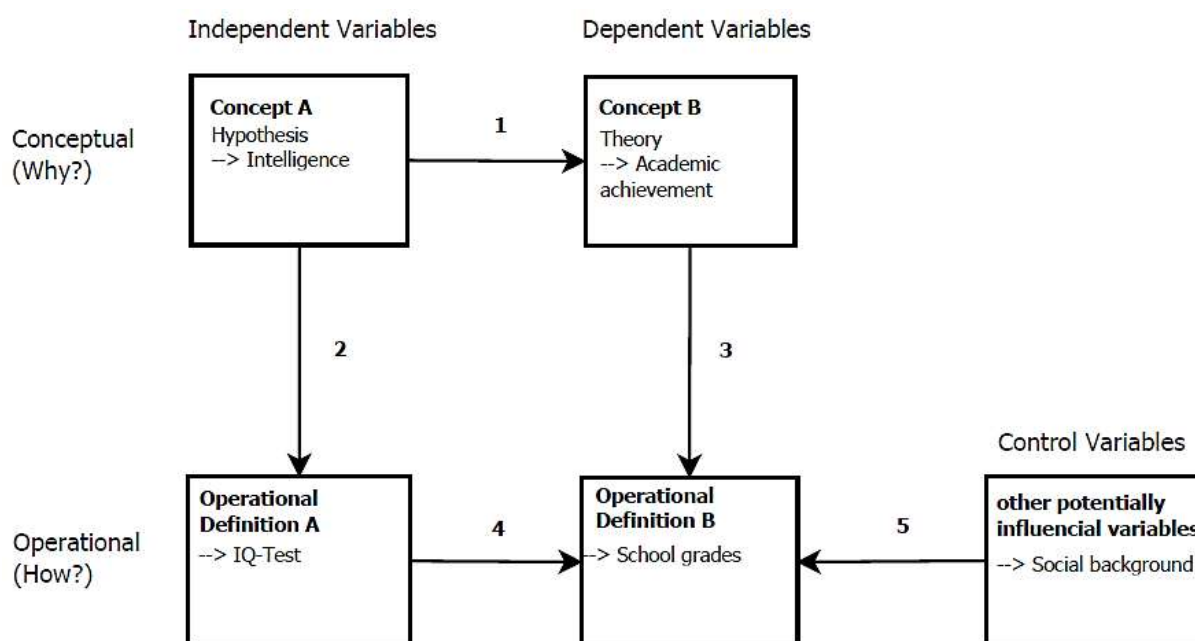 Independent Variables
Dependent Variables
Conceptual
(Why?)
Concept A
Hypothesis
--> Intelligence
1
Concept B
Theory
--> Academic
achievement
2
3
Control Variables
Operational
(How?)
Operational
Definition A
--> IQ-Test
4
Operational
Definition B
--> School grades
5
other potentially
influencial variables
--> Social background